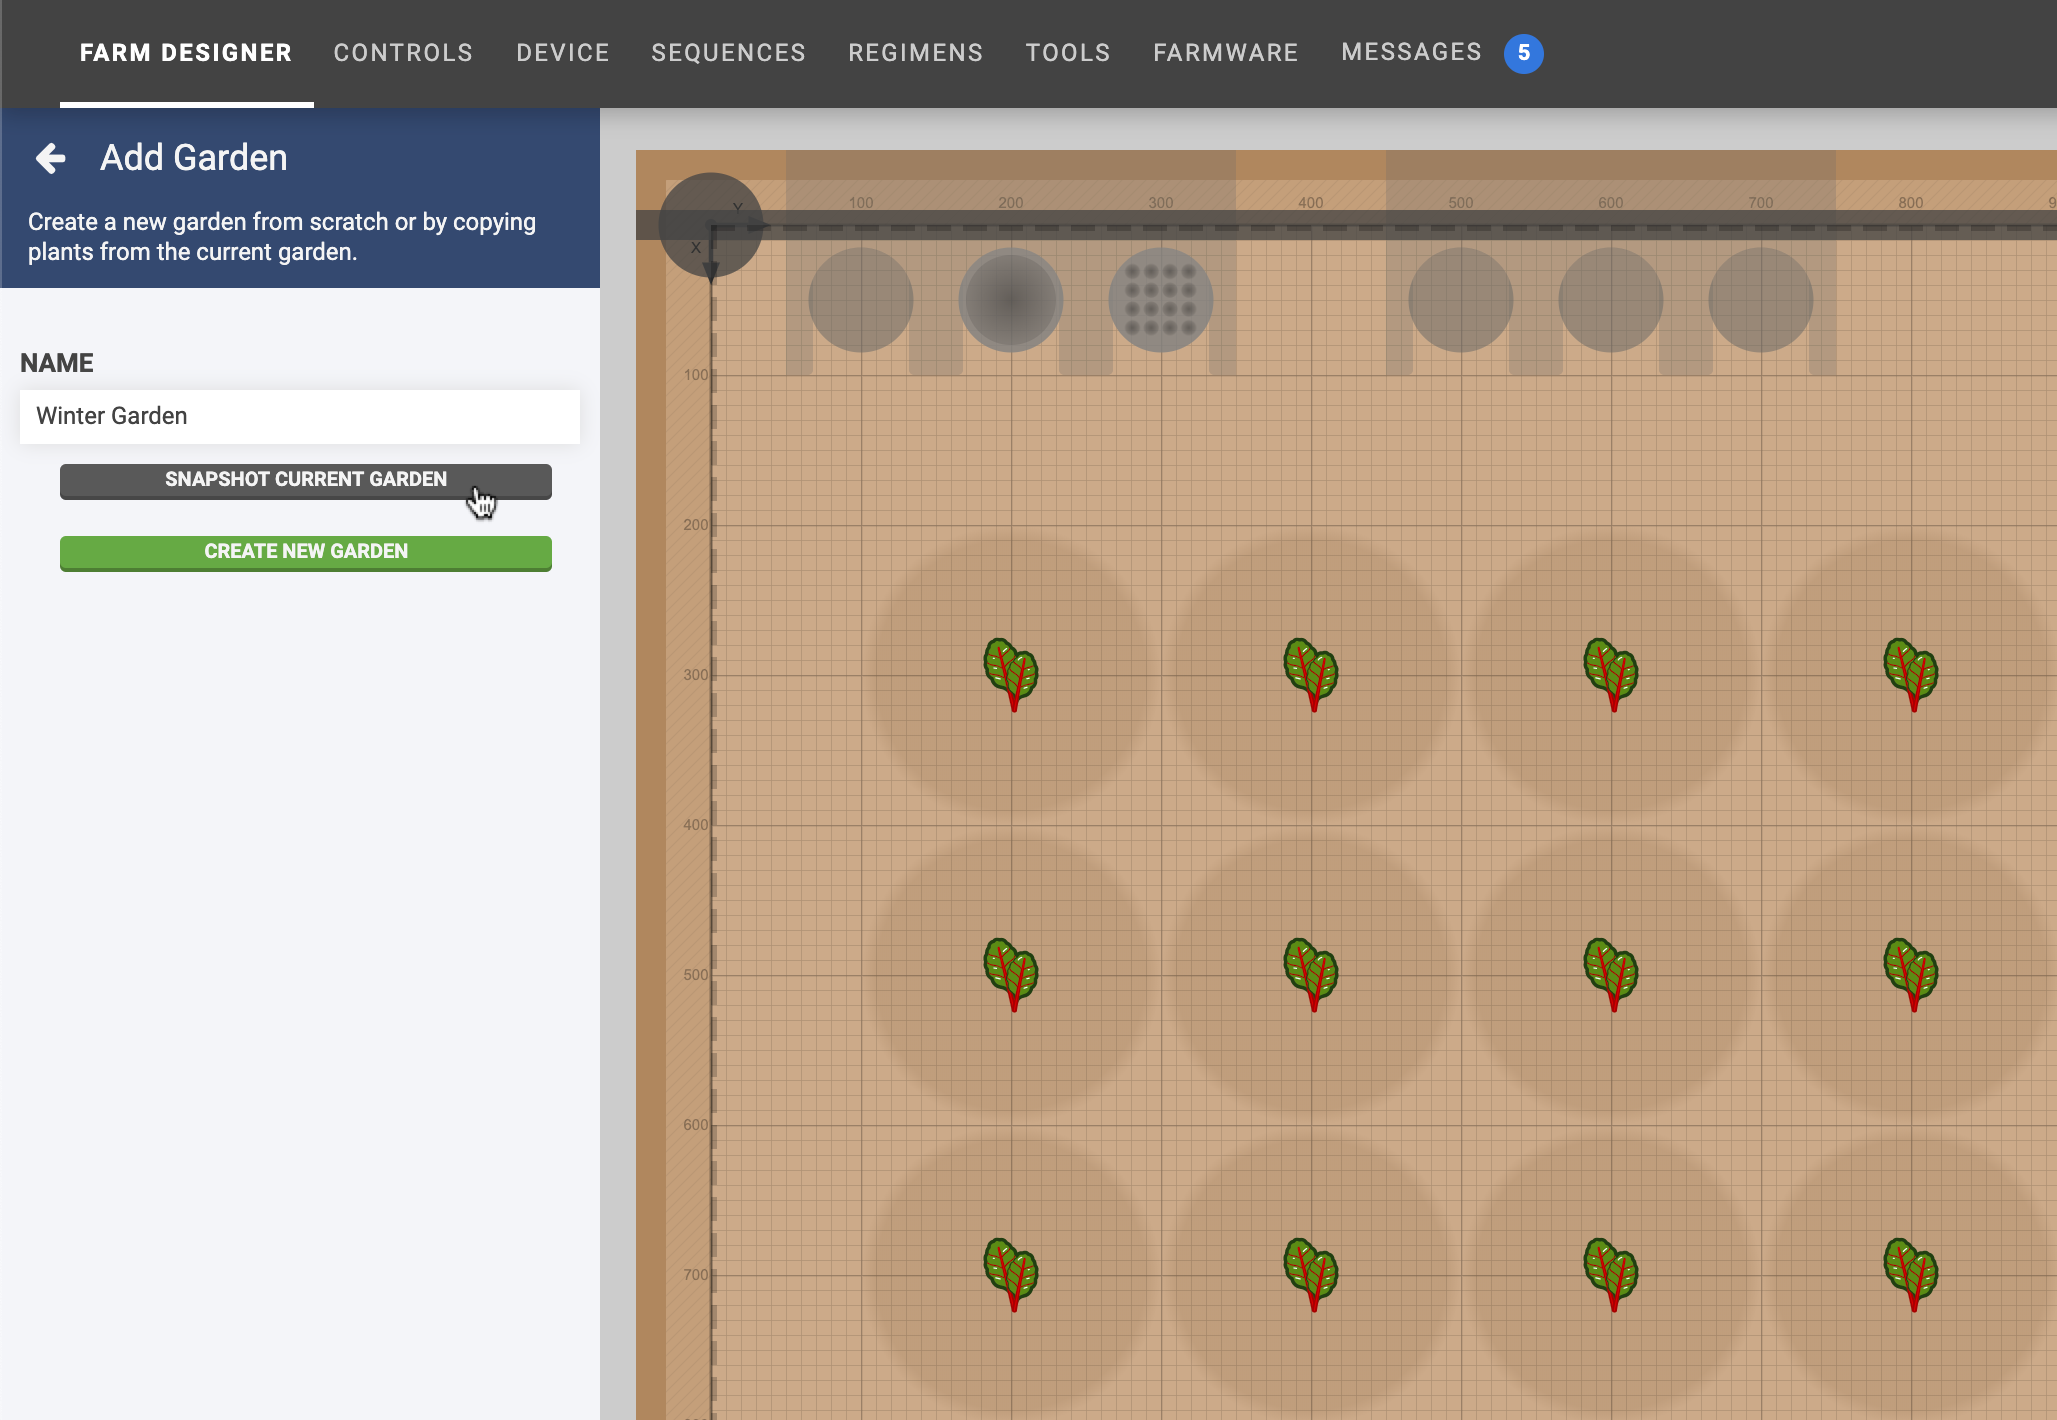 FARM DESIGNER CONTROLS DEVICE SEQUENCES REGIMENS TOOLS FARMWARE MESSAGES 5
Add Garden
Create a new garden from scratch or by copying
plants from the current garden.
NAME
Winter Garden
SNAPSHOT CURRENT GARDEN
CREATE NEW GARDEN
100 200 300 400 500 600 700 800
Y
X
100
200
300
400
500
600
700